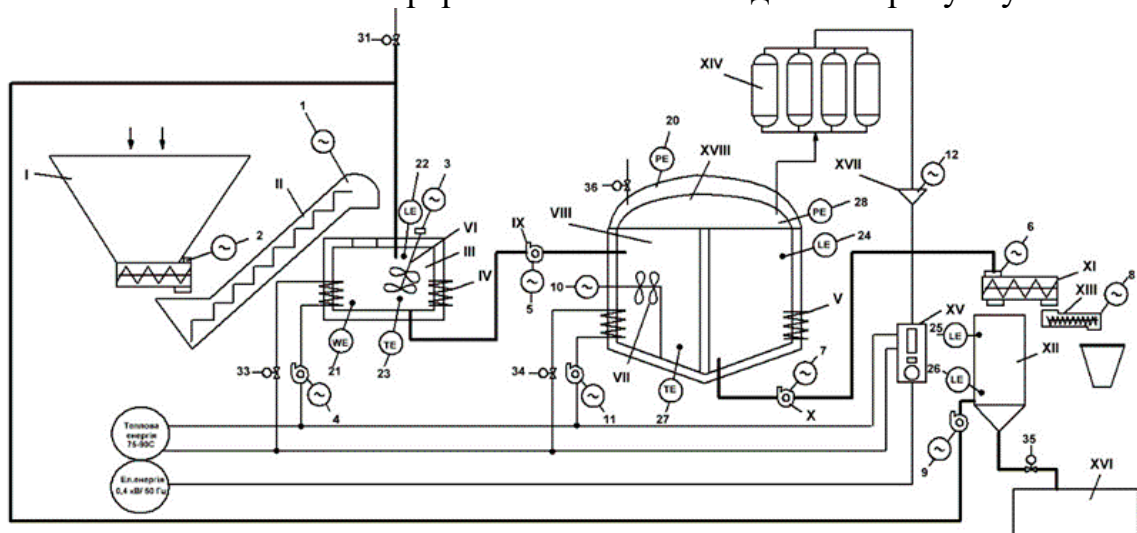 31
XIV
1
20
XVIII
22
3
PE
XVII
12
I
II
LE
36
VI
VIII
PE
28
2
III
IX
LE
24
6
IV
10
XI
8
5
V
XIII
XV
7
25
LE
WE
TE
33
21
23
34
VII
TE
26
LE
XII
4
11
27
X
35
9
Теплова
енергія
75-90С
Ел.енергія
0,4 кВ/ 50 Гц
XVI